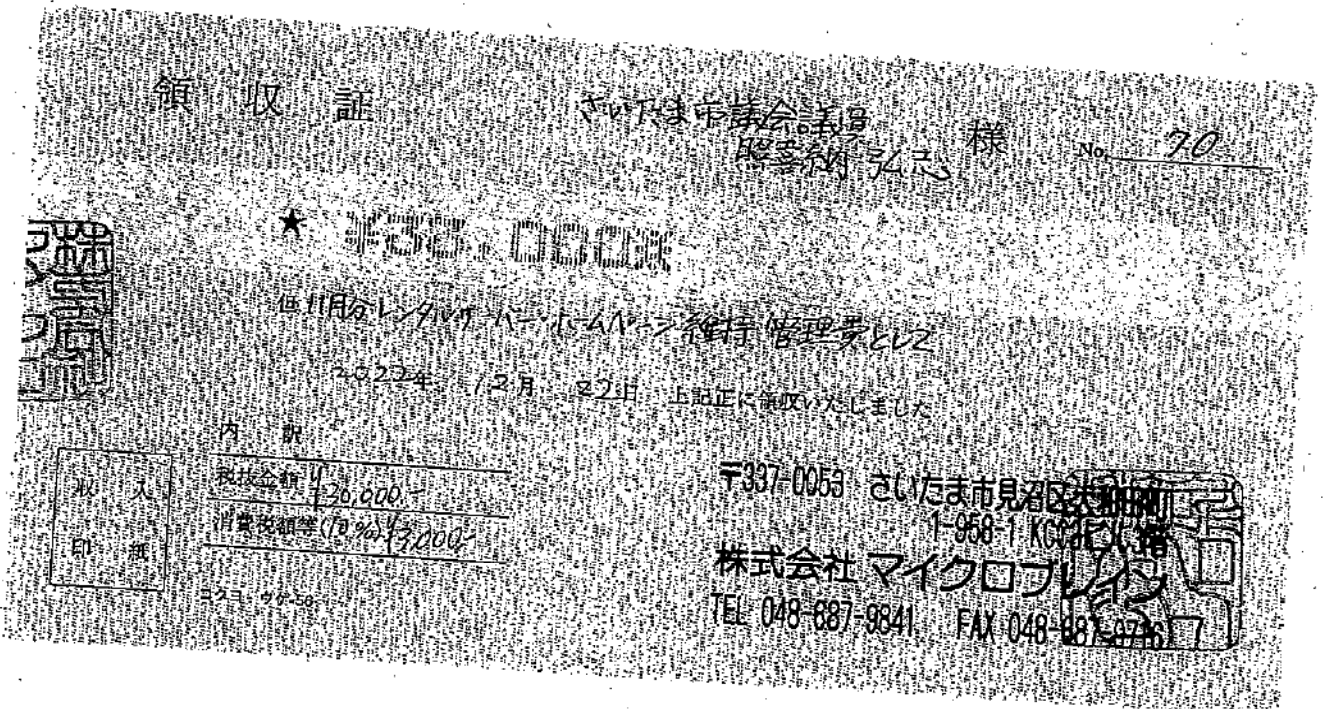 領収証
さいたま市議会議員
照喜納弘志 様
No. 70
★ ¥33,000※
但 11月分レンタルサーバー・ホームページ維持管理費として
2022年 12月 27日 上記正に領収いたしました
内訳
税抜金額 ¥30,000.-
消費税額等(10%) ¥3,000.-
収入
印紙
コクヨ ウケ-58
〒337-0053 さいたま市見沼区
1-958-1
株式会社 マイクロブレイン
TEL 048-687-9841 FAX 048-687-